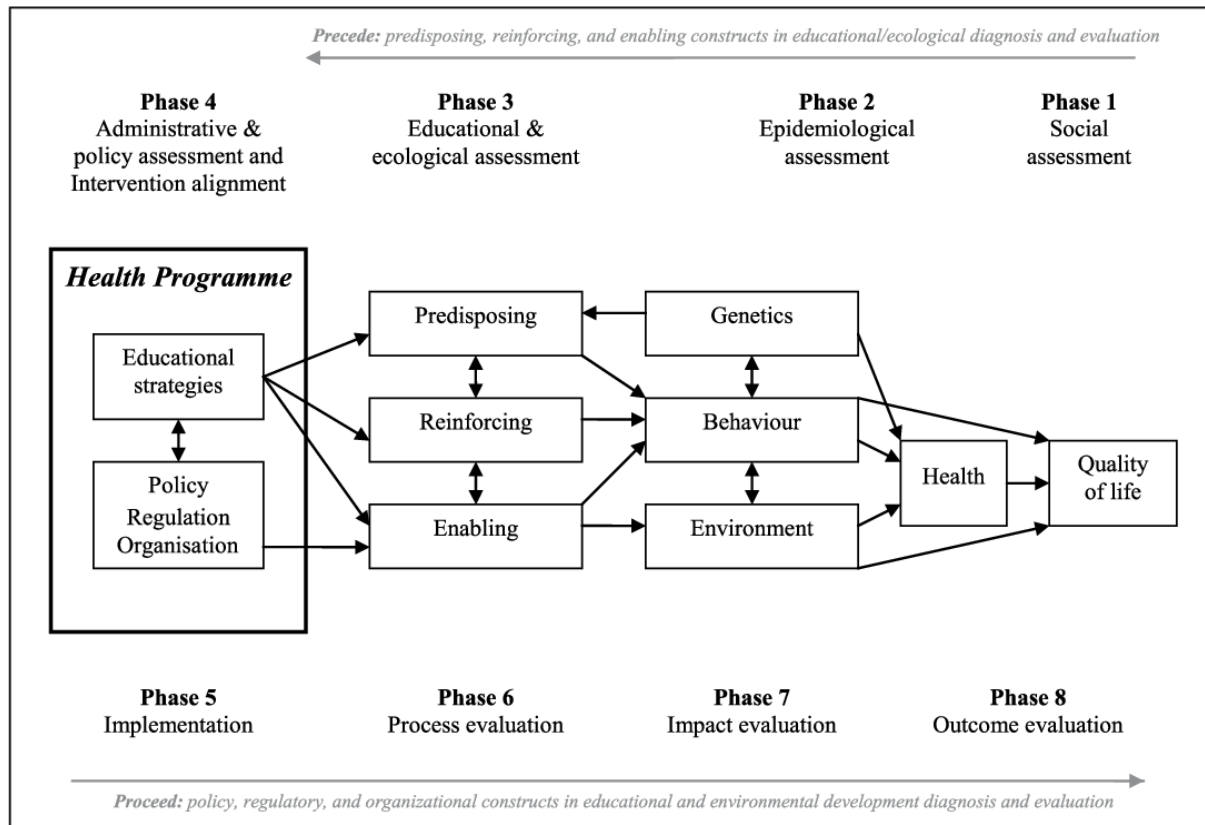 Precede: predisposing, reinforcing, and enabling constructs in educational/ecological diagnosis and evaluation
Phase 4
Administrative &
policy assessment and
Intervention alignment
Phase 3
Educational &
ecological assessment
Phase 2
Epidemiological
assessment
Phase 1
Social
assessment
Health Programme
Educational
strategies
Policy
Regulation
Organisation
Predisposing
Reinforcing
Enabling
Genetics
Behaviour
Environment
Health
Quality
of life
Phase 5
Implementation
Phase 6
Process evaluation
Phase 7
Impact evaluation
Phase 8
Outcome evaluation
Proceed: policy, regulatory, and organizational constructs in educational and environmental development diagnosis and evaluation